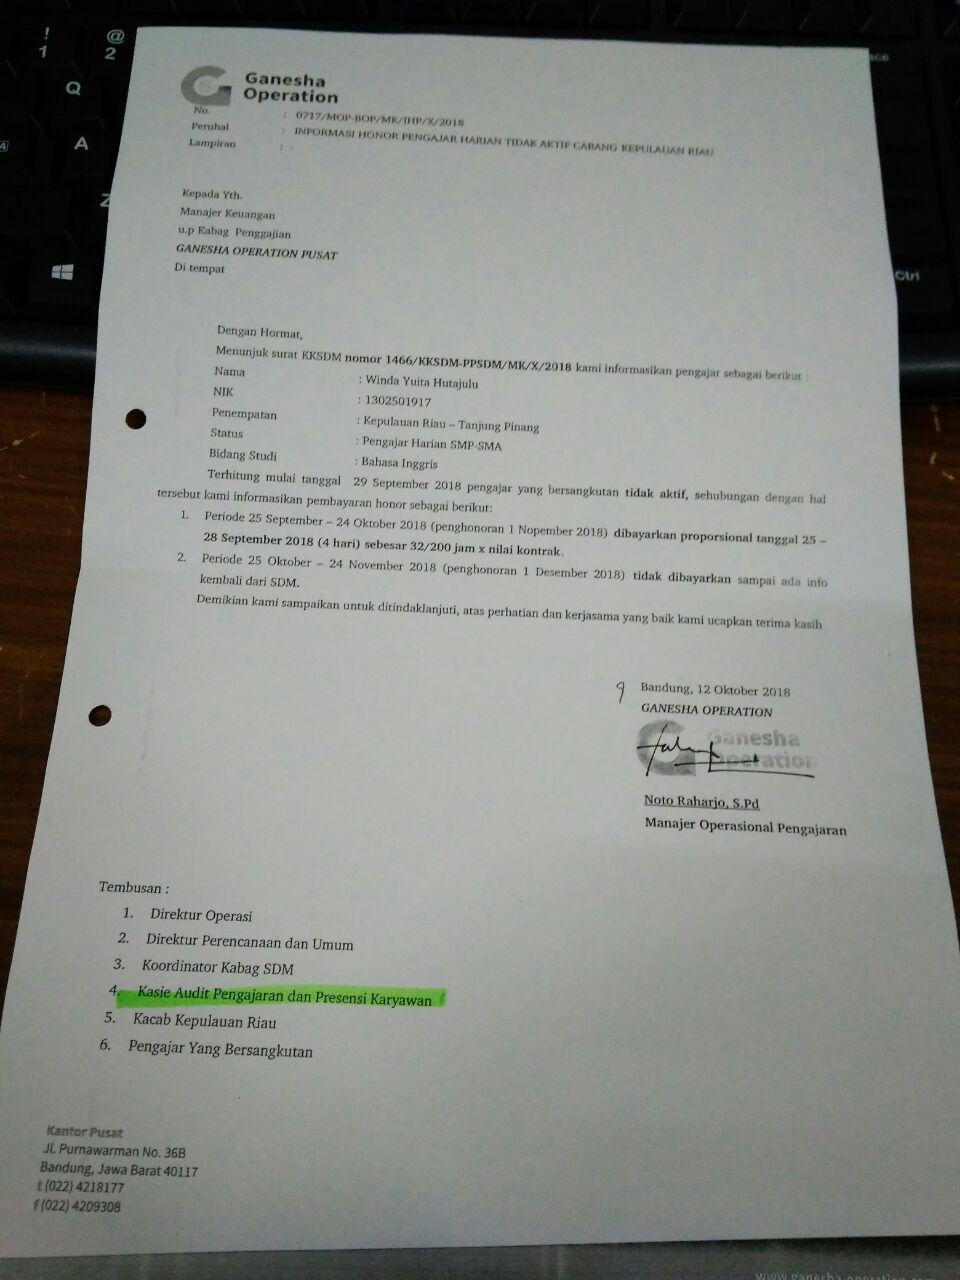 Ganesha
Operation
No. : 0717/MOP-BOP/MK/IHP/X/2018
Peruhal : INFORMASI HONOR PENGAJAR HARIAN TIDAK AKTIF CABANG KEPULAUAN RIAU
Lampiran : -
Kepada Yth.
Manajer Keuangan
u.p Kabag Penggajian
GANESHA OPERATION PUSAT
Di tempat
Dengan Hormat,
Menunjuk surat KKSDM nomor 1466/KKSDM-PPSDM/MK/X/2018 kami informasikan pengajar sebagai berikut :
Nama : Winda Yuita Hutajulu
NIK : 1302501917
Penempatan : Kepulauan Riau – Tanjung Pinang
Status : Pengajar Harian SMP-SMA
Bidang Studi : Bahasa Inggris
Terhitung mulai tanggal 29 September 2018 pengajar yang bersangkutan tidak aktif, sehubungan dengan hal
tersebut kami informasikan pembayaran honor sebagai berikut:
1. Periode 25 September – 24 Oktober 2018 (penghonoran 1 Nopember 2018) dibayarkan proporsional tanggal 25 –
28 September 2018 (4 hari) sebesar 32/200 jam x nilai kontrak.
2. Periode 25 Oktober – 24 November 2018 (penghonoran 1 Desember 2018) tidak dibayarkan sampai ada info
kembali dari SDM.
Demikian kami sampaikan untuk ditindaklanjuti, atas perhatian dan kerjasama yang baik kami ucapkan terima kasih
Bandung, 12 Oktober 2018
GANESHA OPERATION
Ganesha
Operation
Noto Raharjo, S.Pd
Manajer Operasional Pengajaran
Tembusan :
1. Direktur Operasi
2. Direktur Perencanaan dan Umum
3. Koordinator Kabag SDM
4. Kasie Audit Pengajaran dan Presensi Karyawan
5. Kacab Kepulauan Riau
6. Pengajar Yang Bersangkutan
Kantor Pusat
Jl. Purnawarman No. 36B
Bandung, Jawa Barat 40117
t (022) 4218177
f (022) 4209308
! 1
@ 2
Q
A
Z
Ctrl